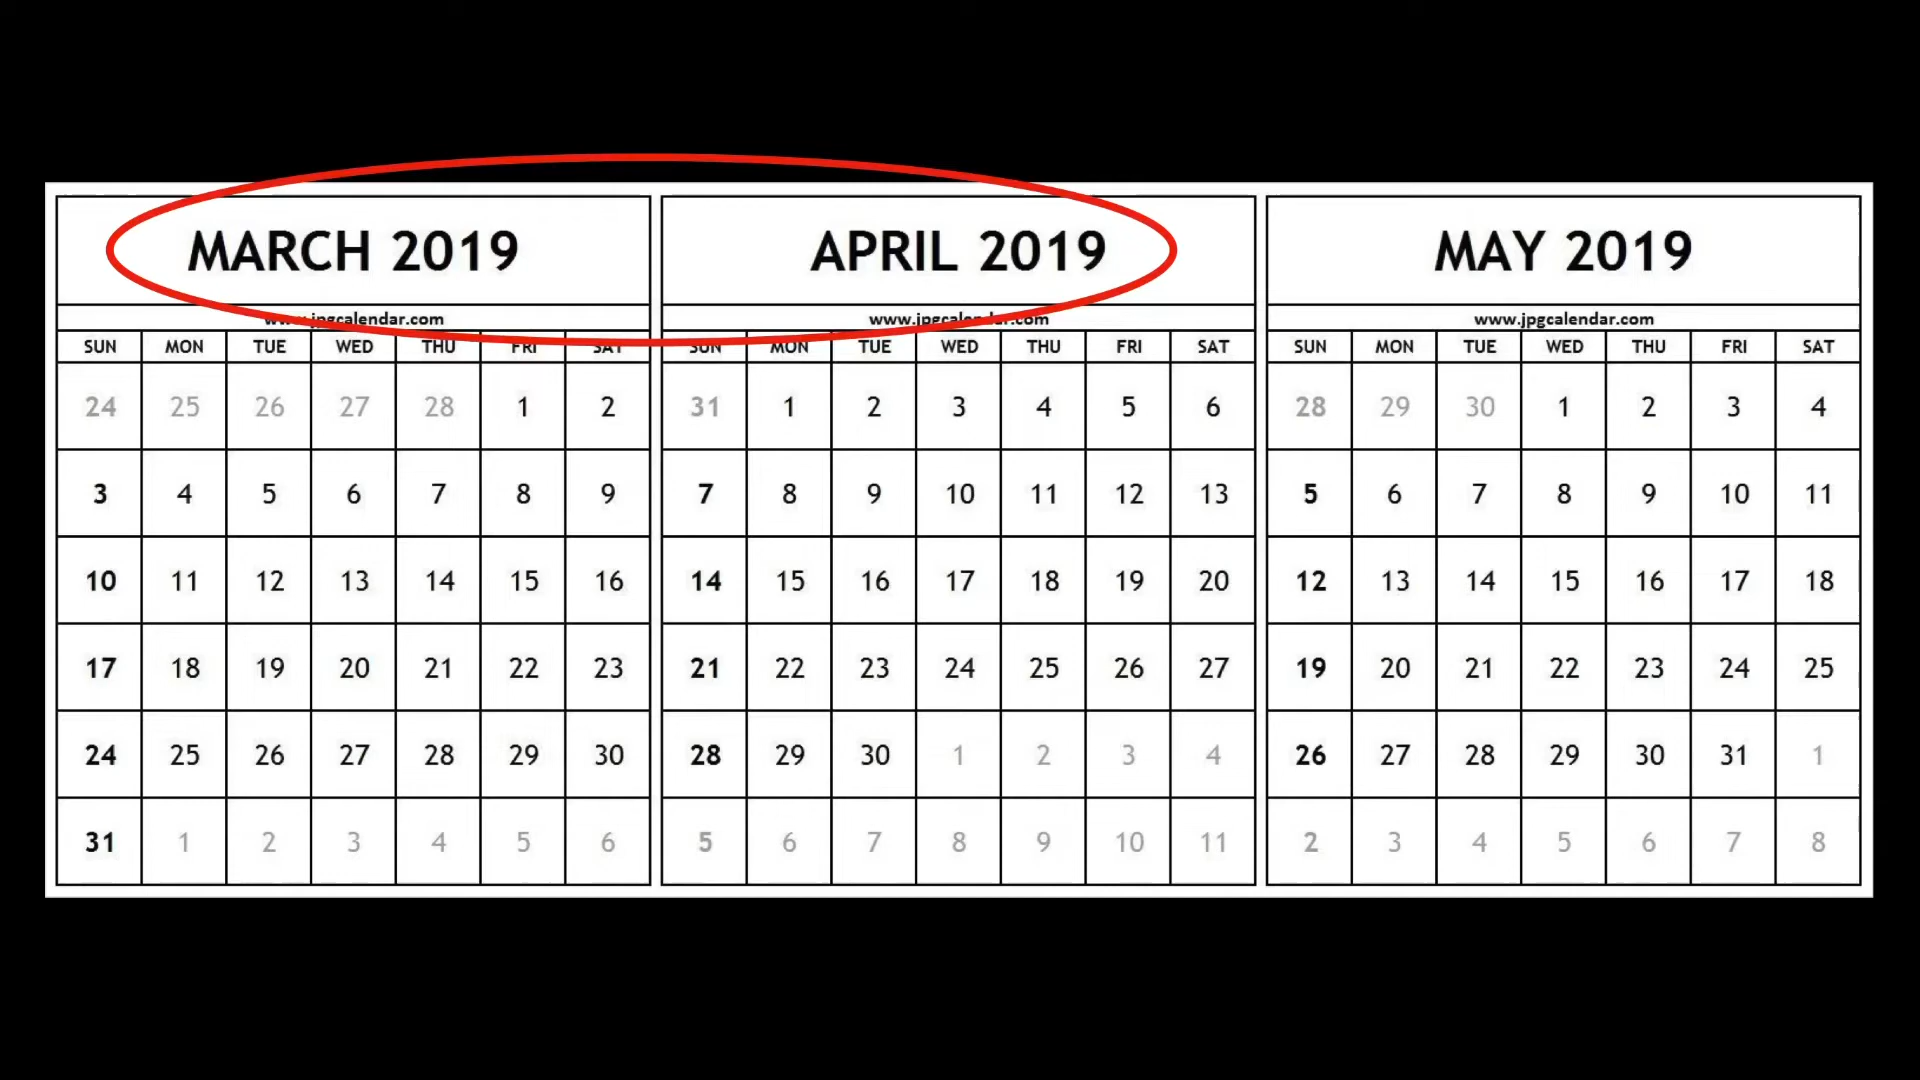 MARCH 2019
www.jpgcalendar.com
SUN MON TUE WED THU FRI SAT
24 25 26 27 28 1 2
3 4 5 6 7 8 9
10 11 12 13 14 15 16
17 18 19 20 21 22 23
24 25 26 27 28 29 30
31 1 2 3 4 5 6
APRIL 2019
www.jpgcalendar.com
SUN MON TUE WED THU FRI SAT
31 1 2 3 4 5 6
7 8 9 10 11 12 13
14 15 16 17 18 19 20
21 22 23 24 25 26 27
28 29 30 1 2 3 4
5 6 7 8 9 10 11
MAY 2019
www.jpgcalendar.com
SUN MON TUE WED THU FRI SAT
28 29 30 1 2 3 4
5 6 7 8 9 10 11
12 13 14 15 16 17 18
19 20 21 22 23 24 25
26 27 28 29 30 31 1
2 3 4 5 6 7 8